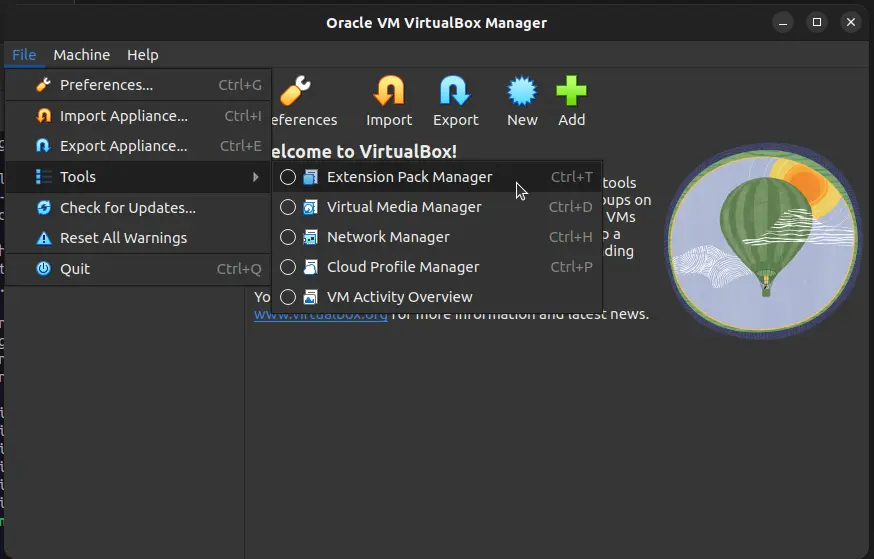 Oracle VM VirtualBox Manager
File Machine Help
Preferences... Ctrl+G
Import Appliance... Ctrl+I
Export Appliance... Ctrl+E
Tools
Check for Updates...
Reset All Warnings
Quit Ctrl+Q
eferences Import Export New Add
elcome to VirtualBox!
Extension Pack Manager Ctrl+T
Virtual Media Manager Ctrl+D
Network Manager Ctrl+H
Cloud Profile Manager Ctrl+P
VM Activity Overview
tools
oups on
VMs
o a
ding
Yo
www.virtualbox.org for more information and latest news.